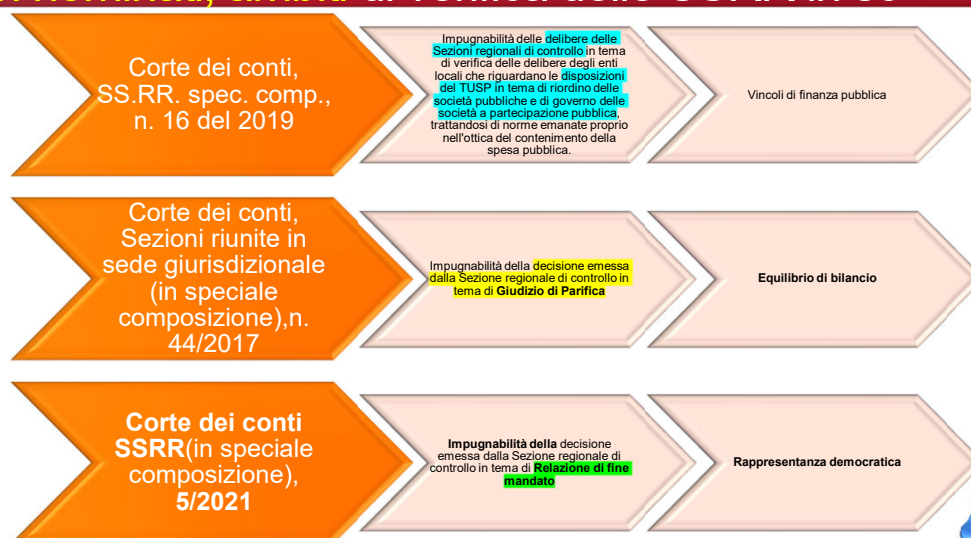 Corte dei conti,
SS.RR. spec. comp.,
n. 16 del 2019
Impugnabilità delle delibere delle
Sezioni regionali di controllo in tema
di verifica delle delibere degli enti
locali che riguardano le disposizioni
del TUSP in tema di riordino delle
società pubbliche e di governo delle
società a partecipazione pubblica,
trattandosi di norme emanate proprio
nell'ottica del contenimento della
spesa pubblica.
Vincoli di finanza pubblica
Corte dei conti,
Sezioni riunite in
sede giurisdizionale
(in speciale
composizione),n.
44/2017
Impugnabilità della decisione emessa
dalla Sezione regionale di controllo in
tema di Giudizio di Parifica
Equilibrio di bilancio
Corte dei conti
SSRR(in speciale
composizione),
5/2021
Impugnabilità della decisione
emessa dalla Sezione regionale di
controllo in tema di Relazione di fine
mandato
Rappresentanza democratica